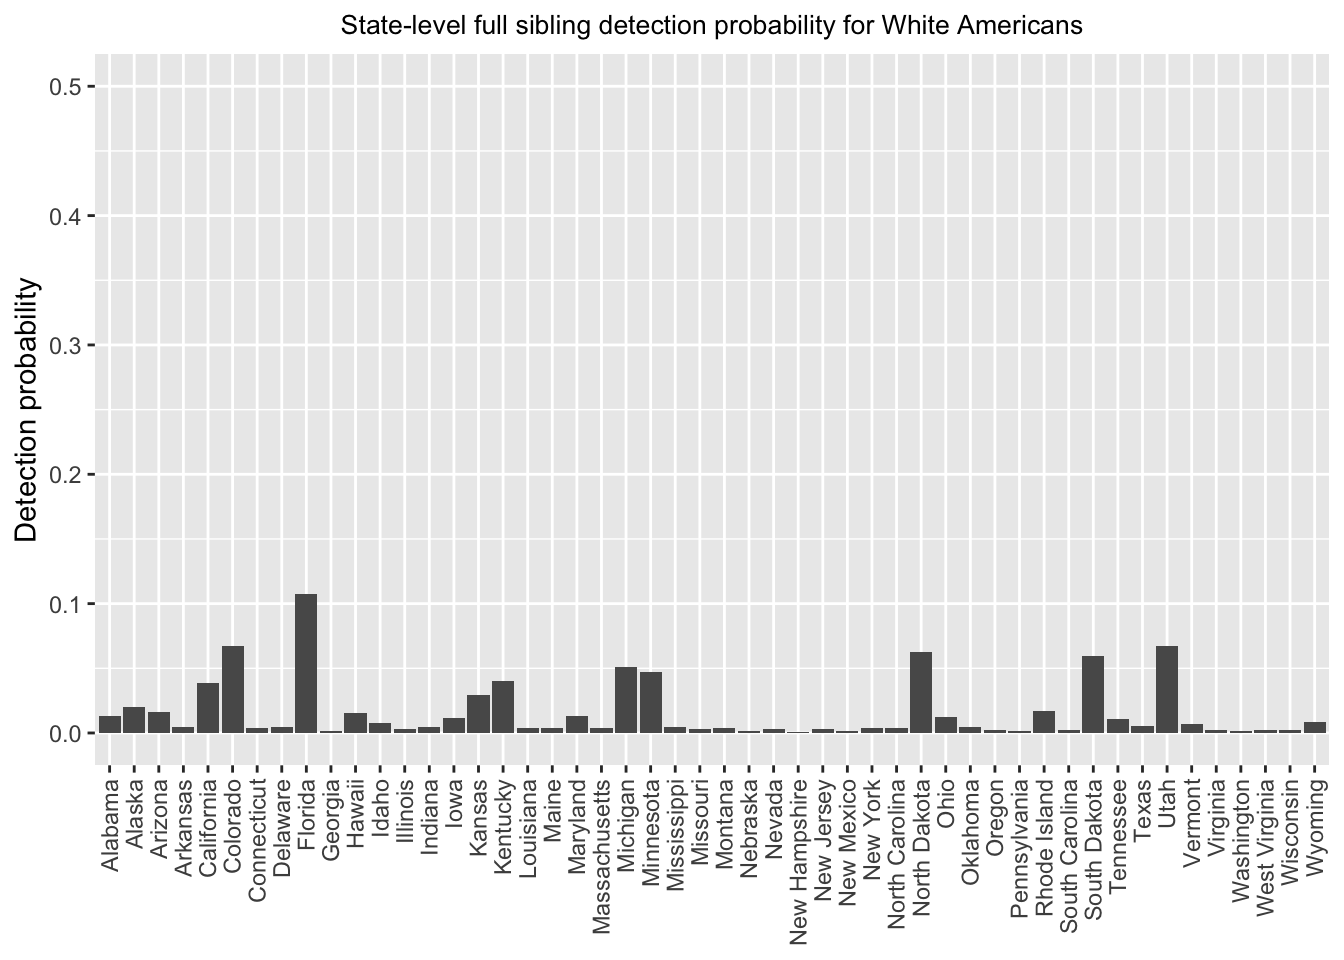 State-level full sibling detection probability for White Americans
Detection probability
0.5
0.4
0.3
0.2
0.1
0.0
Alabama
Alaska
Arizona
Arkansas
California
Colorado
Connecticut
Delaware
Florida
Georgia
Hawaii
Idaho
Illinois
Indiana
Iowa
Kansas
Kentucky
Louisiana
Maine
Maryland
Massachusetts
Michigan
Minnesota
Mississippi
Missouri
Montana
Nebraska
Nevada
New Hampshire
New Jersey
New Mexico
New York
North Carolina
North Dakota
Ohio
Oklahoma
Oregon
Pennsylvania
Rhode Island
South Carolina
South Dakota
Tennessee
Texas
Utah
Vermont
Virginia
Washington
West Virginia
Wisconsin
Wyoming